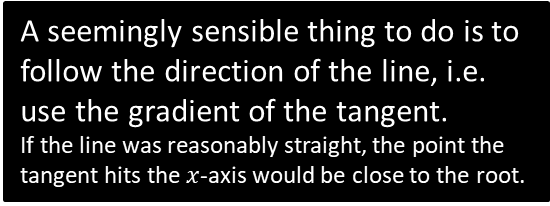 A seemingly sensible thing to do is to
follow the direction of the line, i.e.
use the gradient of the tangent.
If the line was reasonably straight, the point the
tangent hits the 𝑥-axis would be close to the root.